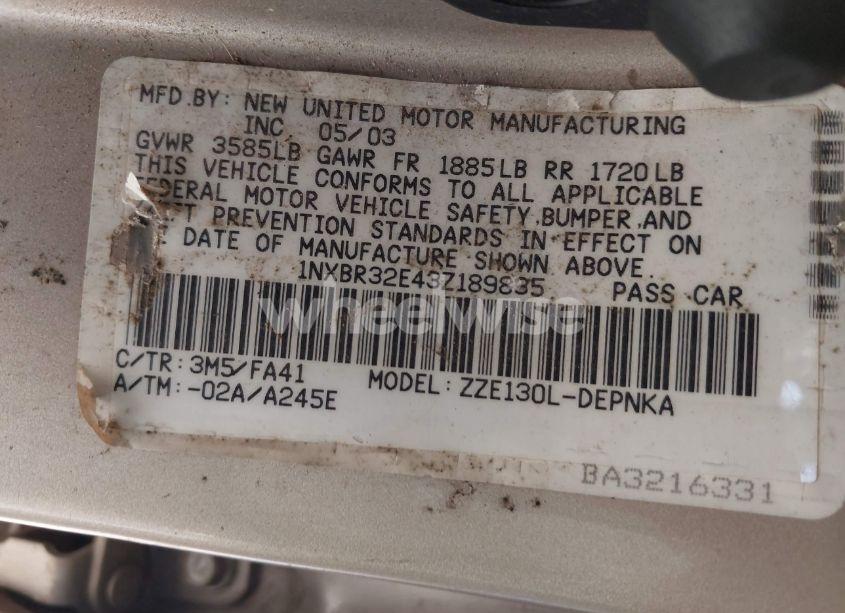 MFD.BY: NEW UNITED MOTOR MANUFACTURING
INC. 05/03
GVWR 3585LB GAWR FR 1885LB RR 1720LB
THIS VEHICLE CONFORMS TO ALL APPLICABLE
FEDERAL MOTOR VEHICLE SAFETY.BUMPER,AND
PREVENTION STANDARDS IN EFFECT ON
DATE OF MANUFACTURE SHOWN ABOVE.
1NXBR32E43Z189835 PASS CAR
wheelwise
C/TR: 3M5/FA41 MODEL: ZZE130L-DEPNKA
A/TM: -02A/A245E
BA3216331